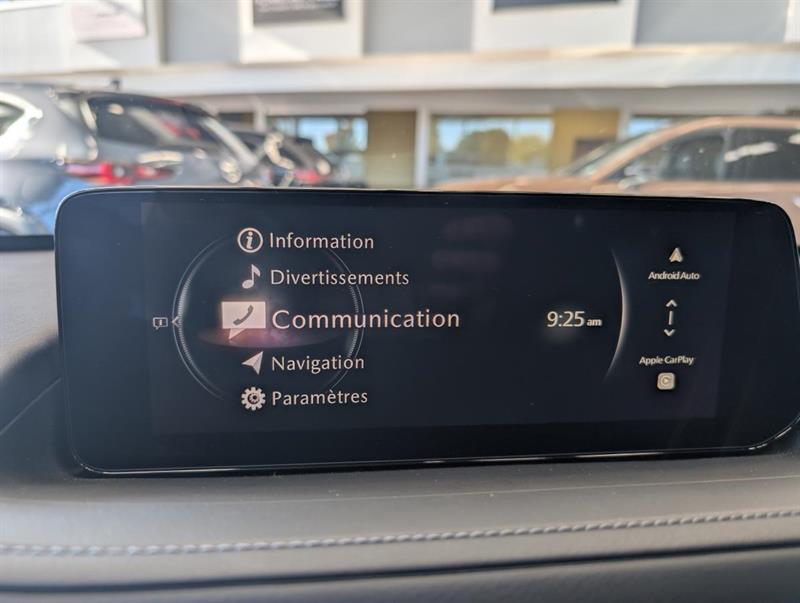 Information
Divertissements
Communication
Navigation
Paramètres
9:25 am
Android Auto
Apple CarPlay